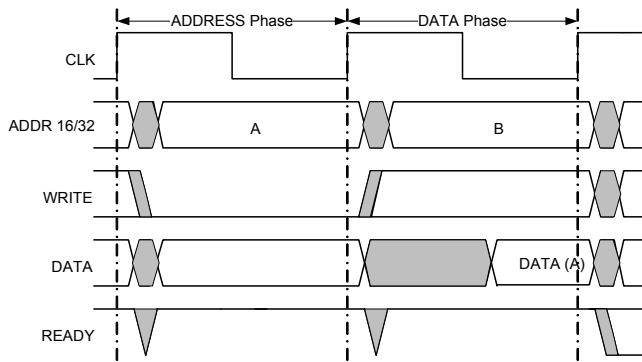 ADDRESS Phase DATA Phase
CLK
ADDR 16/32 A B
WRITE
DATA DATA (A)
READY